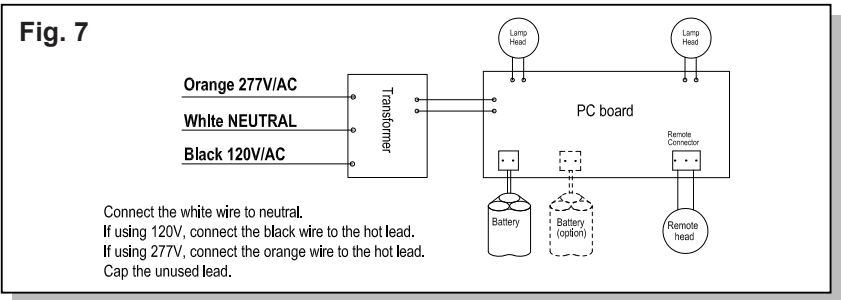 Fig. 7
Lamp
Head
Lamp
Head
Orange 277V/AC
White NEUTRAL
Black 120V/AC
Transformer
PC board
Remote
Connector
Battery
Battery
(option)
Remote
head
Connect the white wire to neutral.
If using 120V, connect the black wire to the hot lead.
If using 277V, connect the orange wire to the hot lead.
Cap the unused lead.